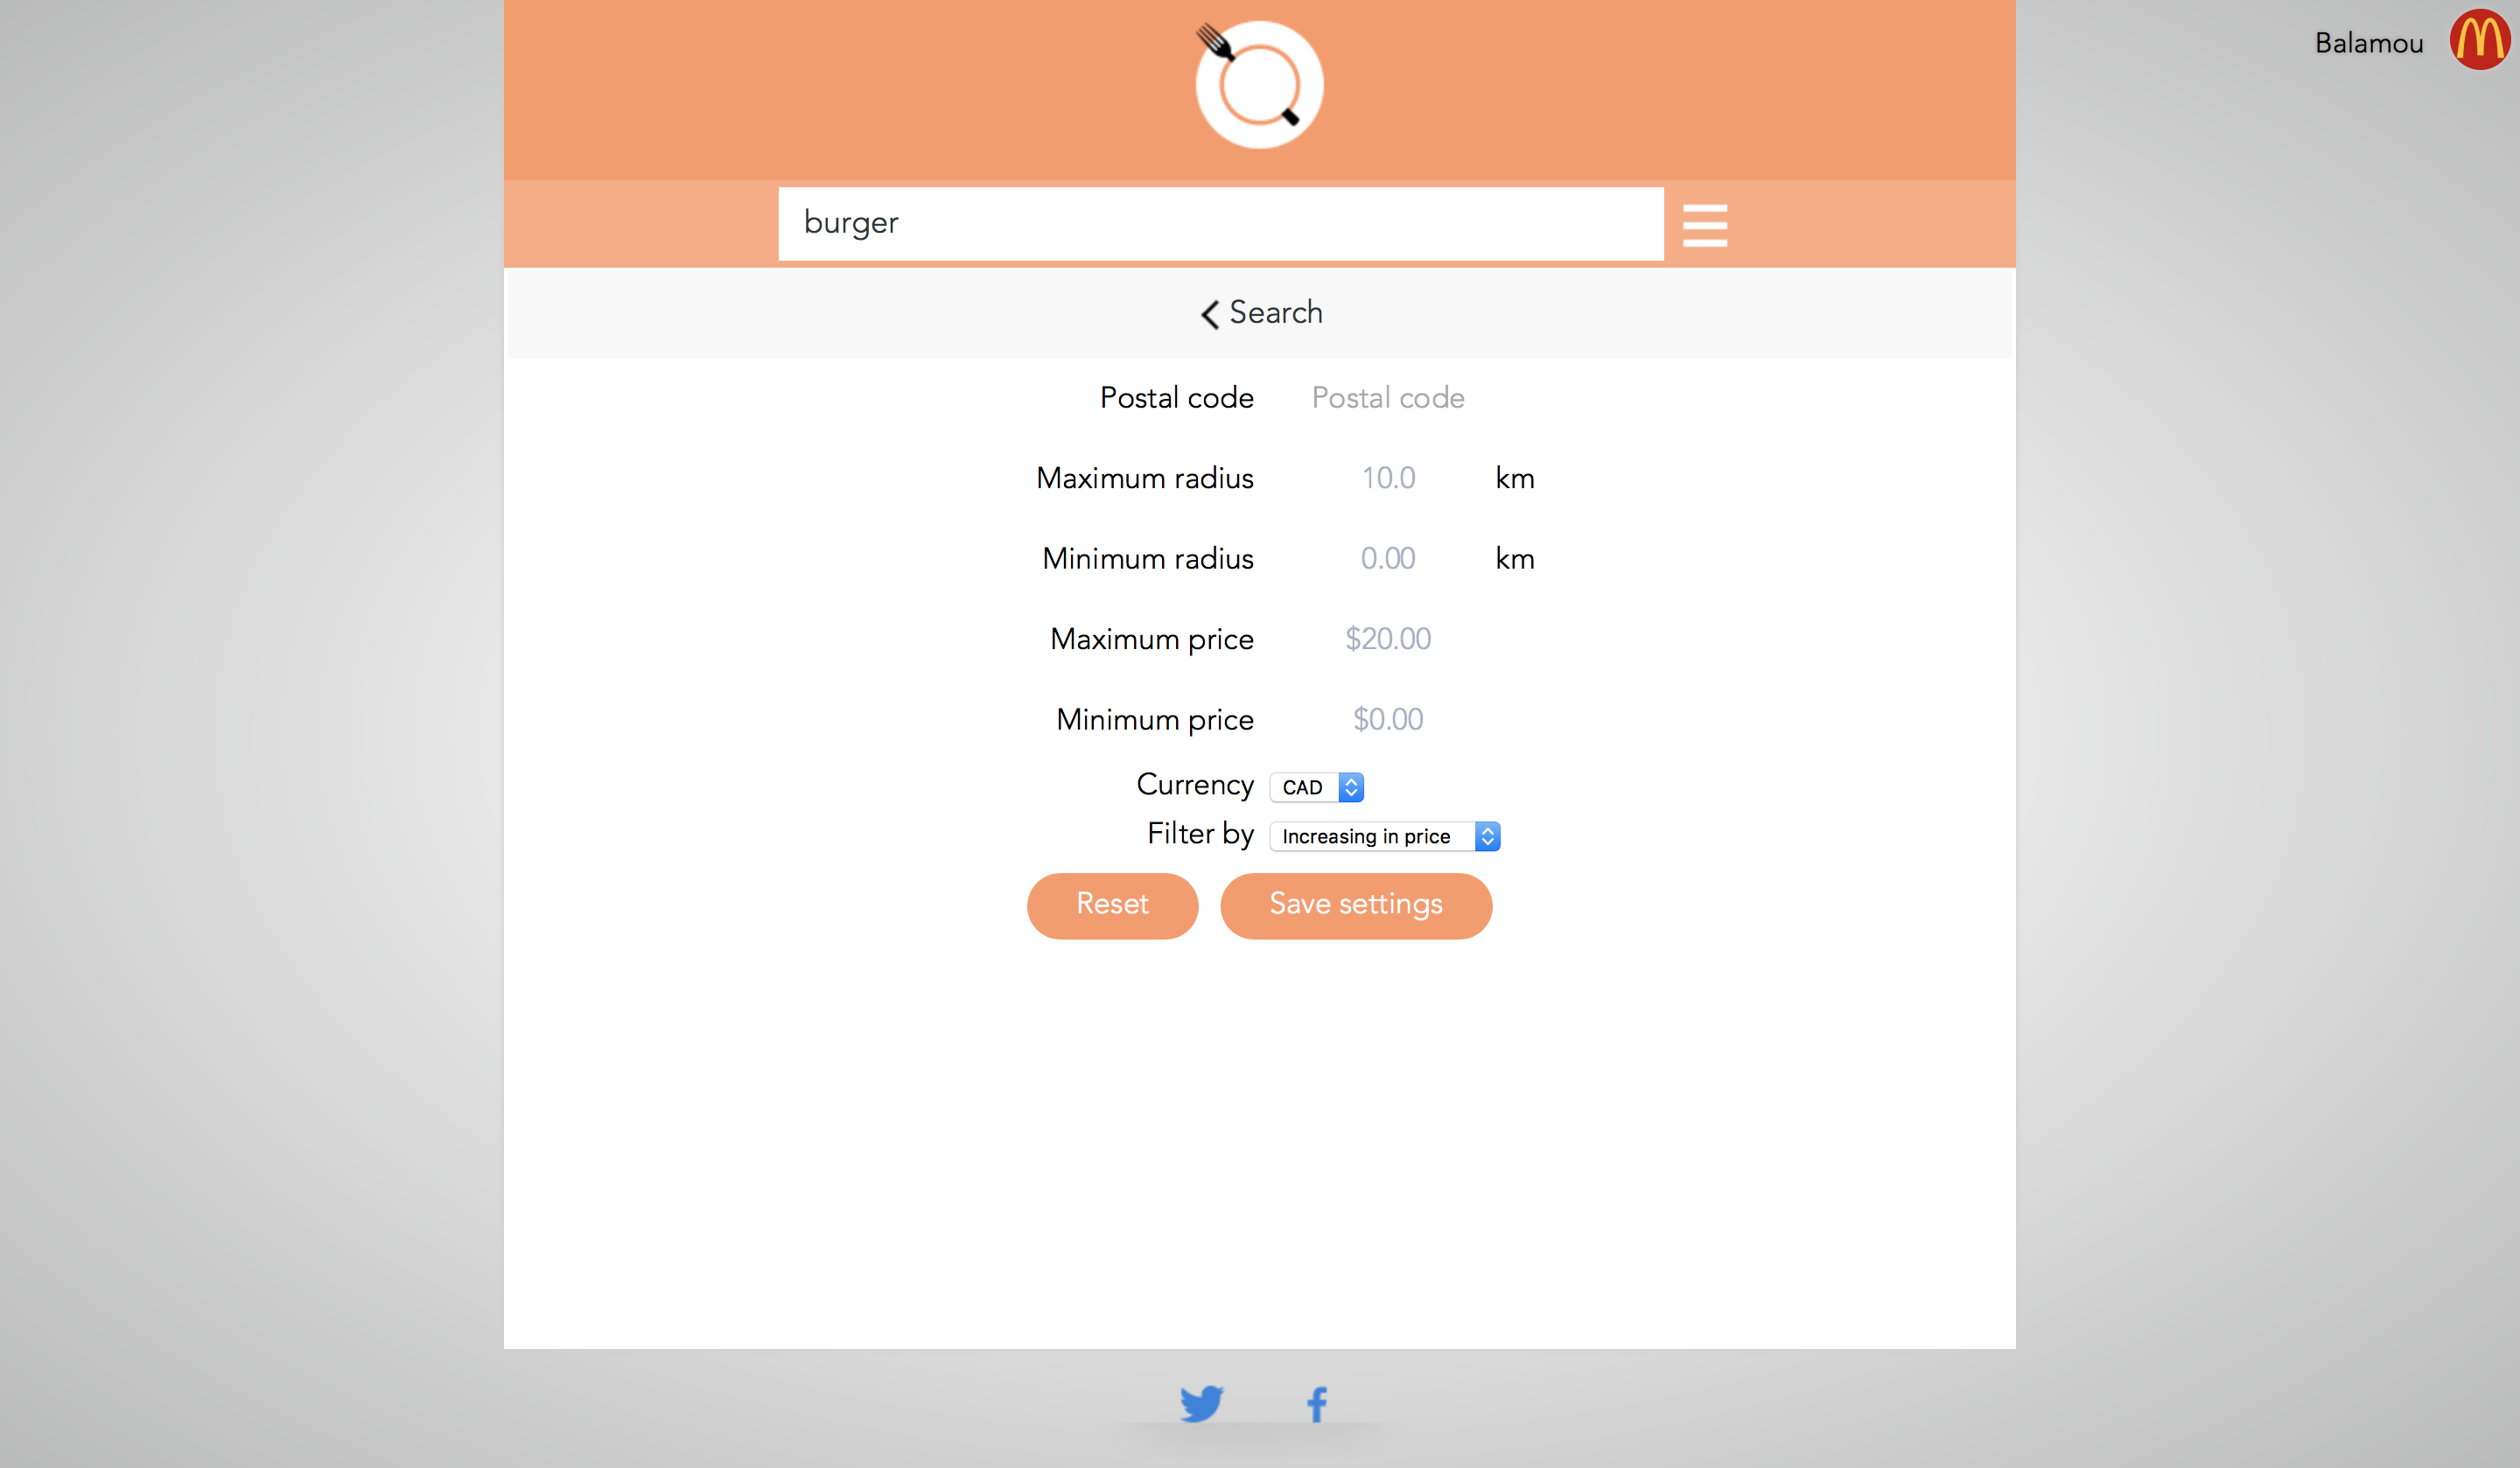 Balamou
burger
Search
Postal code Postal code
Maximum radius 10.0 km
Minimum radius 0.00 km
Maximum price $20.00
Minimum price $0.00
Currency CAD
Filter by Increasing in price
Reset Save settings